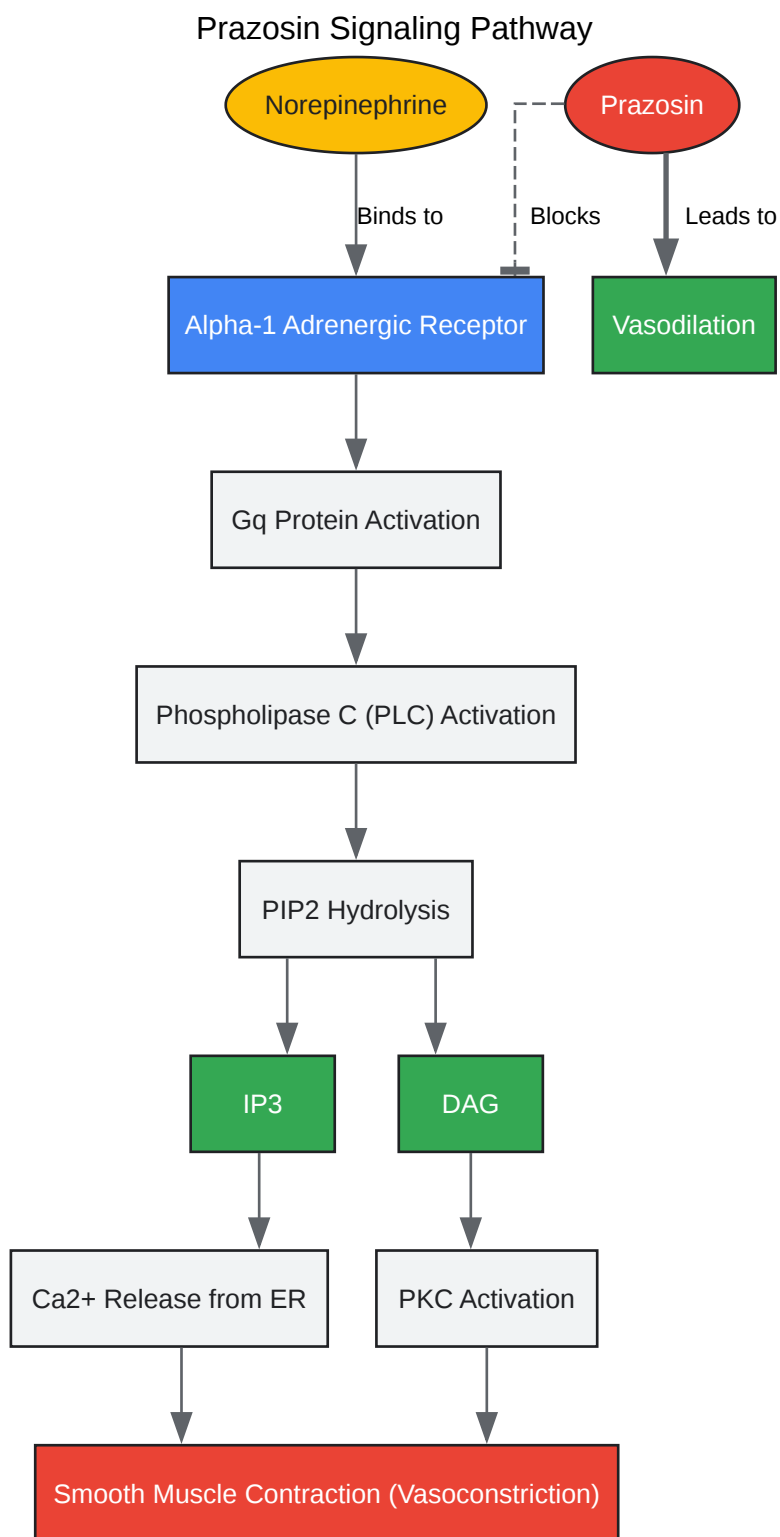 Prazosin Signaling Pathway
Norepinephrine
Prazosin
Binds to
Blocks
Leads to
Alpha-1 Adrenergic Receptor
Vasodilation
Gq Protein Activation
Phospholipase C (PLC) Activation
PIP2 Hydrolysis
IP3
DAG
Ca2+ Release from ER
PKC Activation
Smooth Muscle Contraction (Vasoconstriction)